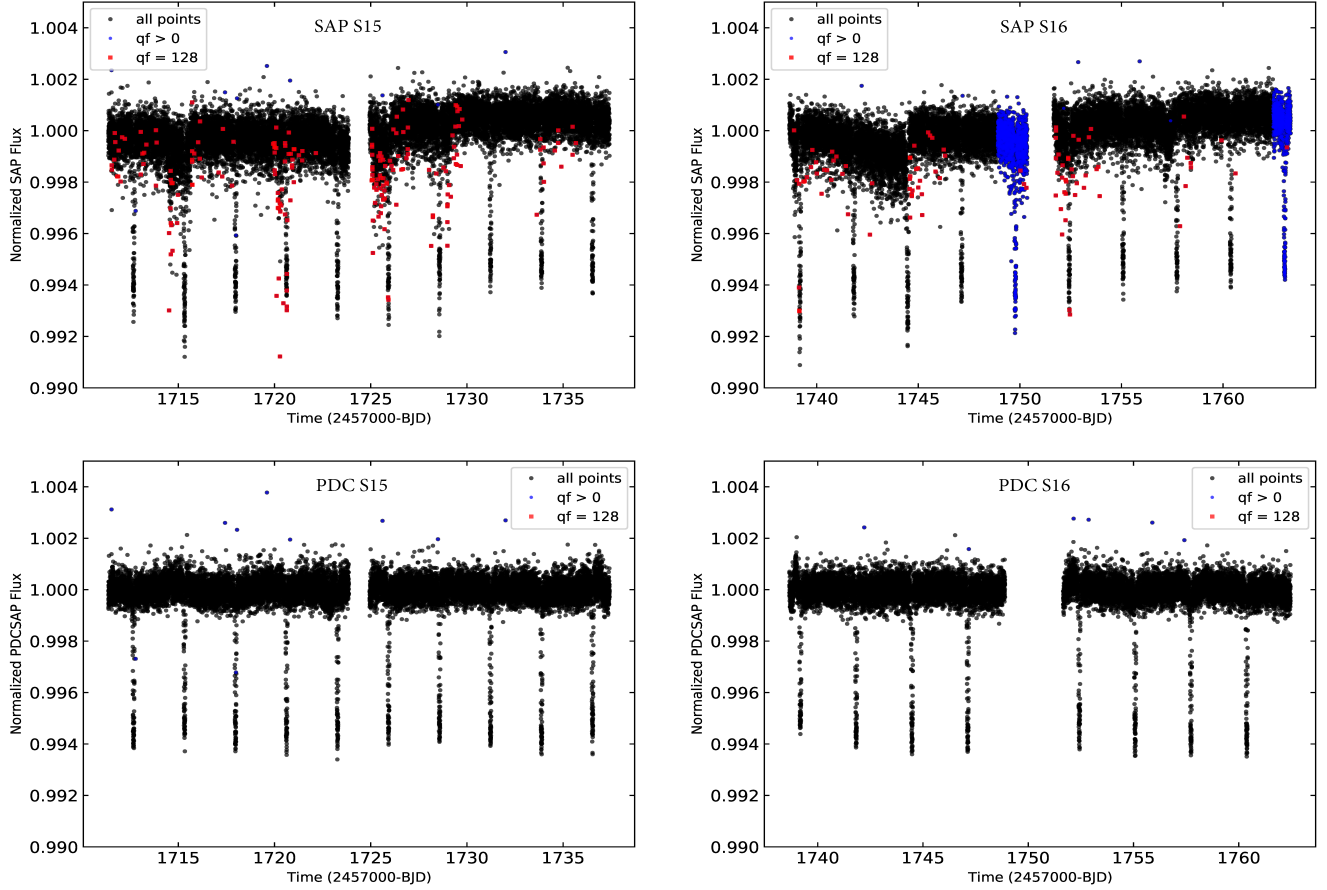 SAP S15
all points
qf > 0
qf = 128
1.004
1.002
1.000
0.998
0.996
0.994
0.992
0.990
Normalized SAP Flux
1715 1720 1725 1730 1735
Time (2457000-BJD)
SAP S16
all points
qf > 0
qf = 128
1.004
1.002
1.000
0.998
0.996
0.994
0.992
0.990
Normalized SAP Flux
1740 1745 1750 1755 1760
Time (2457000-BJD)
PDC S15
all points
qf > 0
qf = 128
1.004
1.002
1.000
0.998
0.996
0.994
0.992
0.990
Normalized PDCSAP Flux
1715 1720 1725 1730 1735
Time (2457000-BJD)
PDC S16
all points
qf > 0
qf = 128
1.004
1.002
1.000
0.998
0.996
0.994
0.992
0.990
Normalized PDCSAP Flux
1740 1745 1750 1755 1760
Time (2457000-BJD)